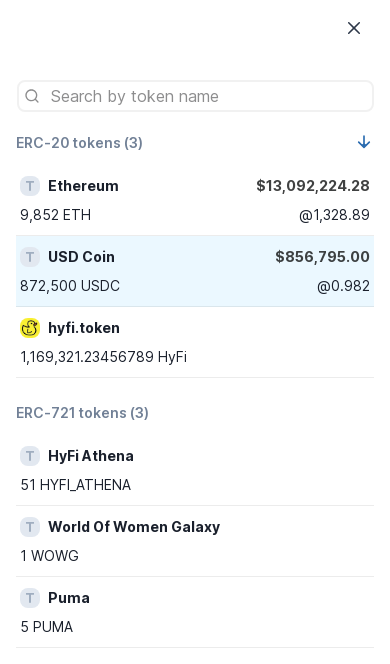 Search by token name
ERC-20 tokens (3)
T Ethereum $13,092,224.28
9,852 ETH @1,328.89
T USD Coin $856,795.00
872,500 USDC @0.982
hyfi.token
1,169,321.23456789 HyFi
ERC-721 tokens (3)
T HyFi Athena
51 HYFI_ATHENA
T World Of Women Galaxy
1 WOWG
T Puma
5 PUMA